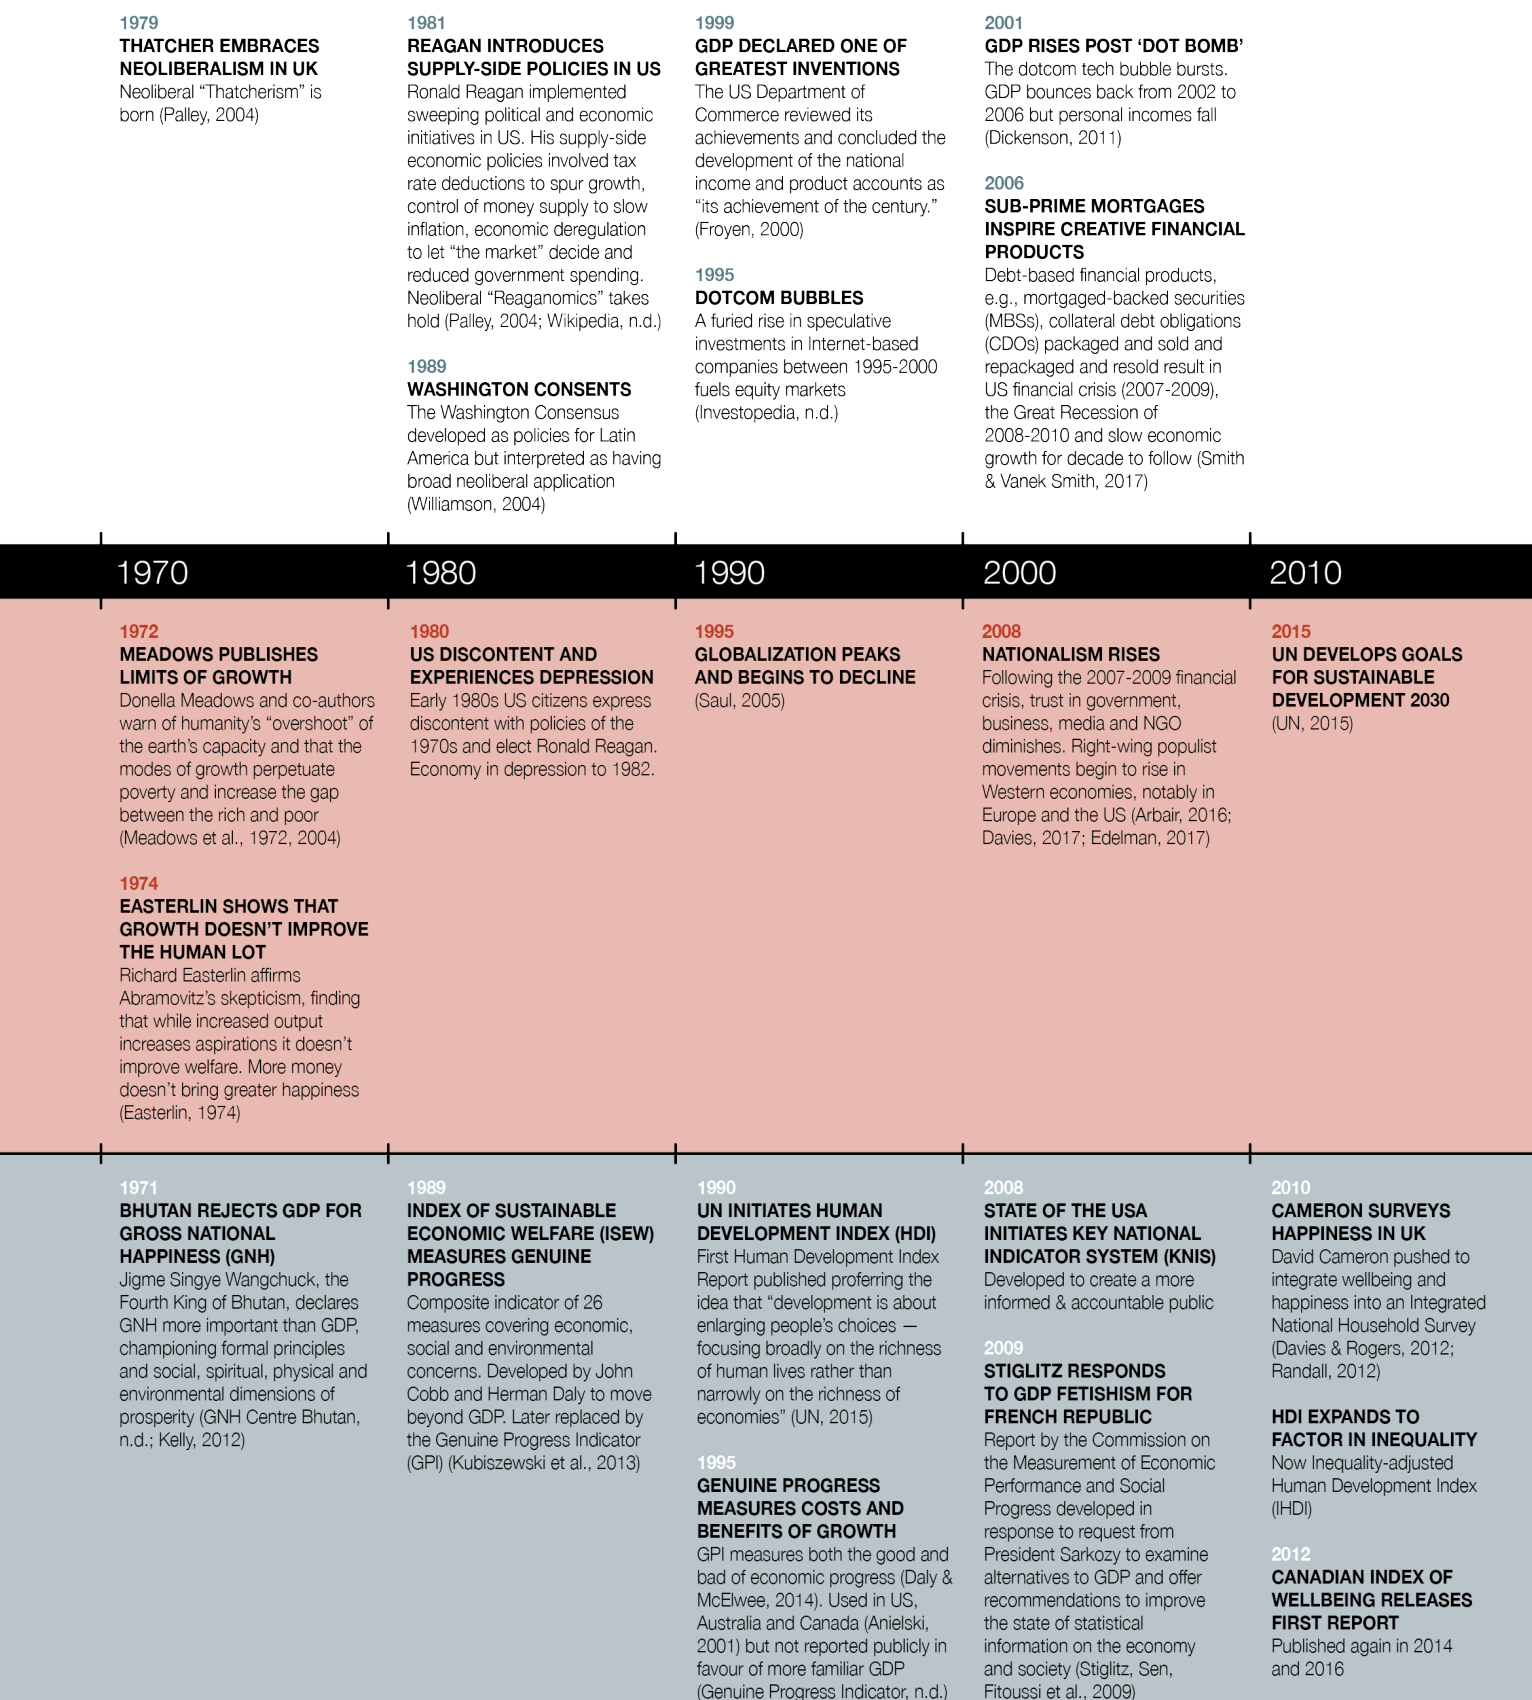 1979
THATCHER EMBRACES
NEOLIBERALISM IN UK
Neoliberal “Thatcherism” is
born (Palley, 2004)
1981
REAGAN INTRODUCES
SUPPLY-SIDE POLICIES IN US
Ronald Reagan implemented
sweeping political and economic
initiatives in US. His supply-side
economic policies involved tax
rate deductions to spur growth,
control of money supply to slow
inflation, economic deregulation
to let “the market” decide and
reduced government spending.
Neoliberal “Reaganomics” takes
hold (Palley, 2004; Wikipedia, n.d.)
1989
WASHINGTON CONSENTS
The Washington Consensus
developed as policies for Latin
America but interpreted as having
broad neoliberal application
(Williamson, 2004)
1999
GDP DECLARED ONE OF
GREATEST INVENTIONS
The US Department of
Commerce reviewed its
achievements and concluded the
development of the national
income and product accounts as
“its achievement of the century.”
(Froyen, 2000)
1995
DOTCOM BUBBLES
A furied rise in speculative
investments in Internet-based
companies between 1995-2000
fuels equity markets
(Investopedia, n.d.)
2001
GDP RISES POST ‘DOT BOMB’
The dotcom tech bubble bursts.
GDP bounces back from 2002 to
2006 but personal incomes fall
(Dickenson, 2011)
2006
SUB-PRIME MORTGAGES
INSPIRE CREATIVE FINANCIAL
PRODUCTS
Debt-based financial products,
e.g., mortgaged-backed securities
(MBSs), collateral debt obligations
(CDOs) packaged and sold and
repackaged and resold result in
US financial crisis (2007-2009),
the Great Recession of
2008-2010 and slow economic
growth for decade to follow (Smith
& Vanek Smith, 2017)
1970
1980
1990
2000
2010
1972
MEADOWS PUBLISHES
LIMITS OF GROWTH
Donella Meadows and co-authors
warn of humanity’s “overshoot” of
the earth’s capacity and that the
modes of growth perpetuate
poverty and increase the gap
between the rich and poor
(Meadows et al., 1972, 2004)
1974
EASTERLIN SHOWS THAT
GROWTH DOESN’T IMPROVE
THE HUMAN LOT
Richard Easterlin affirms
Abramovitz’s skepticism, finding
that while increased output
increases aspirations it doesn’t
improve welfare. More money
doesn’t bring greater happiness
(Easterlin, 1974)
1980
US DISCONTENT AND
EXPERIENCES DEPRESSION
Early 1980s US citizens express
discontent with policies of the
1970s and elect Ronald Reagan.
Economy in depression to 1982.
1995
GLOBALIZATION PEAKS
AND BEGINS TO DECLINE
(Saul, 2005)
2008
NATIONALISM RISES
Following the 2007-2009 financial
crisis, trust in government,
business, media and NGO
diminishes. Right-wing populist
movements begin to rise in
Western economies, notably in
Europe and the US (Arbair, 2016;
Davies, 2017; Edelman, 2017)
2015
UN DEVELOPS GOALS
FOR SUSTAINABLE
DEVELOPMENT 2030
(UN, 2015)
1971
BHUTAN REJECTS GDP FOR
GROSS NATIONAL
HAPPINESS (GNH)
Jigme Singye Wangchuck, the
Fourth King of Bhutan, declares
GNH more important than GDP,
championing formal principles
and social, spiritual, physical and
environmental dimensions of
prosperity (GNH Centre Bhutan,
n.d.; Kelly, 2012)
1989
INDEX OF SUSTAINABLE
ECONOMIC WELFARE (ISEW)
MEASURES GENUINE
PROGRESS
Composite indicator of 26
measures covering economic,
social and environmental
concerns. Developed by John
Cobb and Herman Daly to move
beyond GDP. Later replaced by
the Genuine Progress Indicator
(GPI) (Kubiszewski et al., 2013)
1990
UN INITIATES HUMAN
DEVELOPMENT INDEX (HDI)
First Human Development Index
Report published proferring the
idea that “development is about
enlarging people’s choices —
focusing broadly on the richness
of human lives rather than
narrowly on the richness of
economies” (UN, 2015)
1995
GENUINE PROGRESS
MEASURES COSTS AND
BENEFITS OF GROWTH
GPI measures both the good and
bad of economic progress (Daly &
McElwee, 2014). Used in US,
Australia and Canada (Anielski,
2001) but not reported publicly in
favour of more familiar GDP
(Genuine Progress Indicator, n.d.)
2008
STATE OF THE USA
INITIATES KEY NATIONAL
INDICATOR SYSTEM (KNIS)
Developed to create a more
informed & accountable public
2009
STIGLITZ RESPONDS
TO GDP FETISHISM FOR
FRENCH REPUBLIC
Report by the Commission on
the Measurement of Economic
Performance and Social
Progress developed in
response to request from
President Sarkozy to examine
alternatives to GDP and offer
recommendations to improve
the state of statistical
information on the economy
and society (Stiglitz, Sen,
Fitoussi et al., 2009)
2010
CAMERON SURVEYS
HAPPINESS IN UK
David Cameron pushed to
integrate wellbeing and
happiness into an Integrated
National Household Survey
(Davies & Rogers, 2012;
Randall, 2012)
HDI EXPANDS TO
FACTOR IN INEQUALITY
Now Inequality-adjusted
Human Development Index
(IHDI)
2012
CANADIAN INDEX OF
WELLBEING RELEASES
FIRST REPORT
Published again in 2014
and 2016